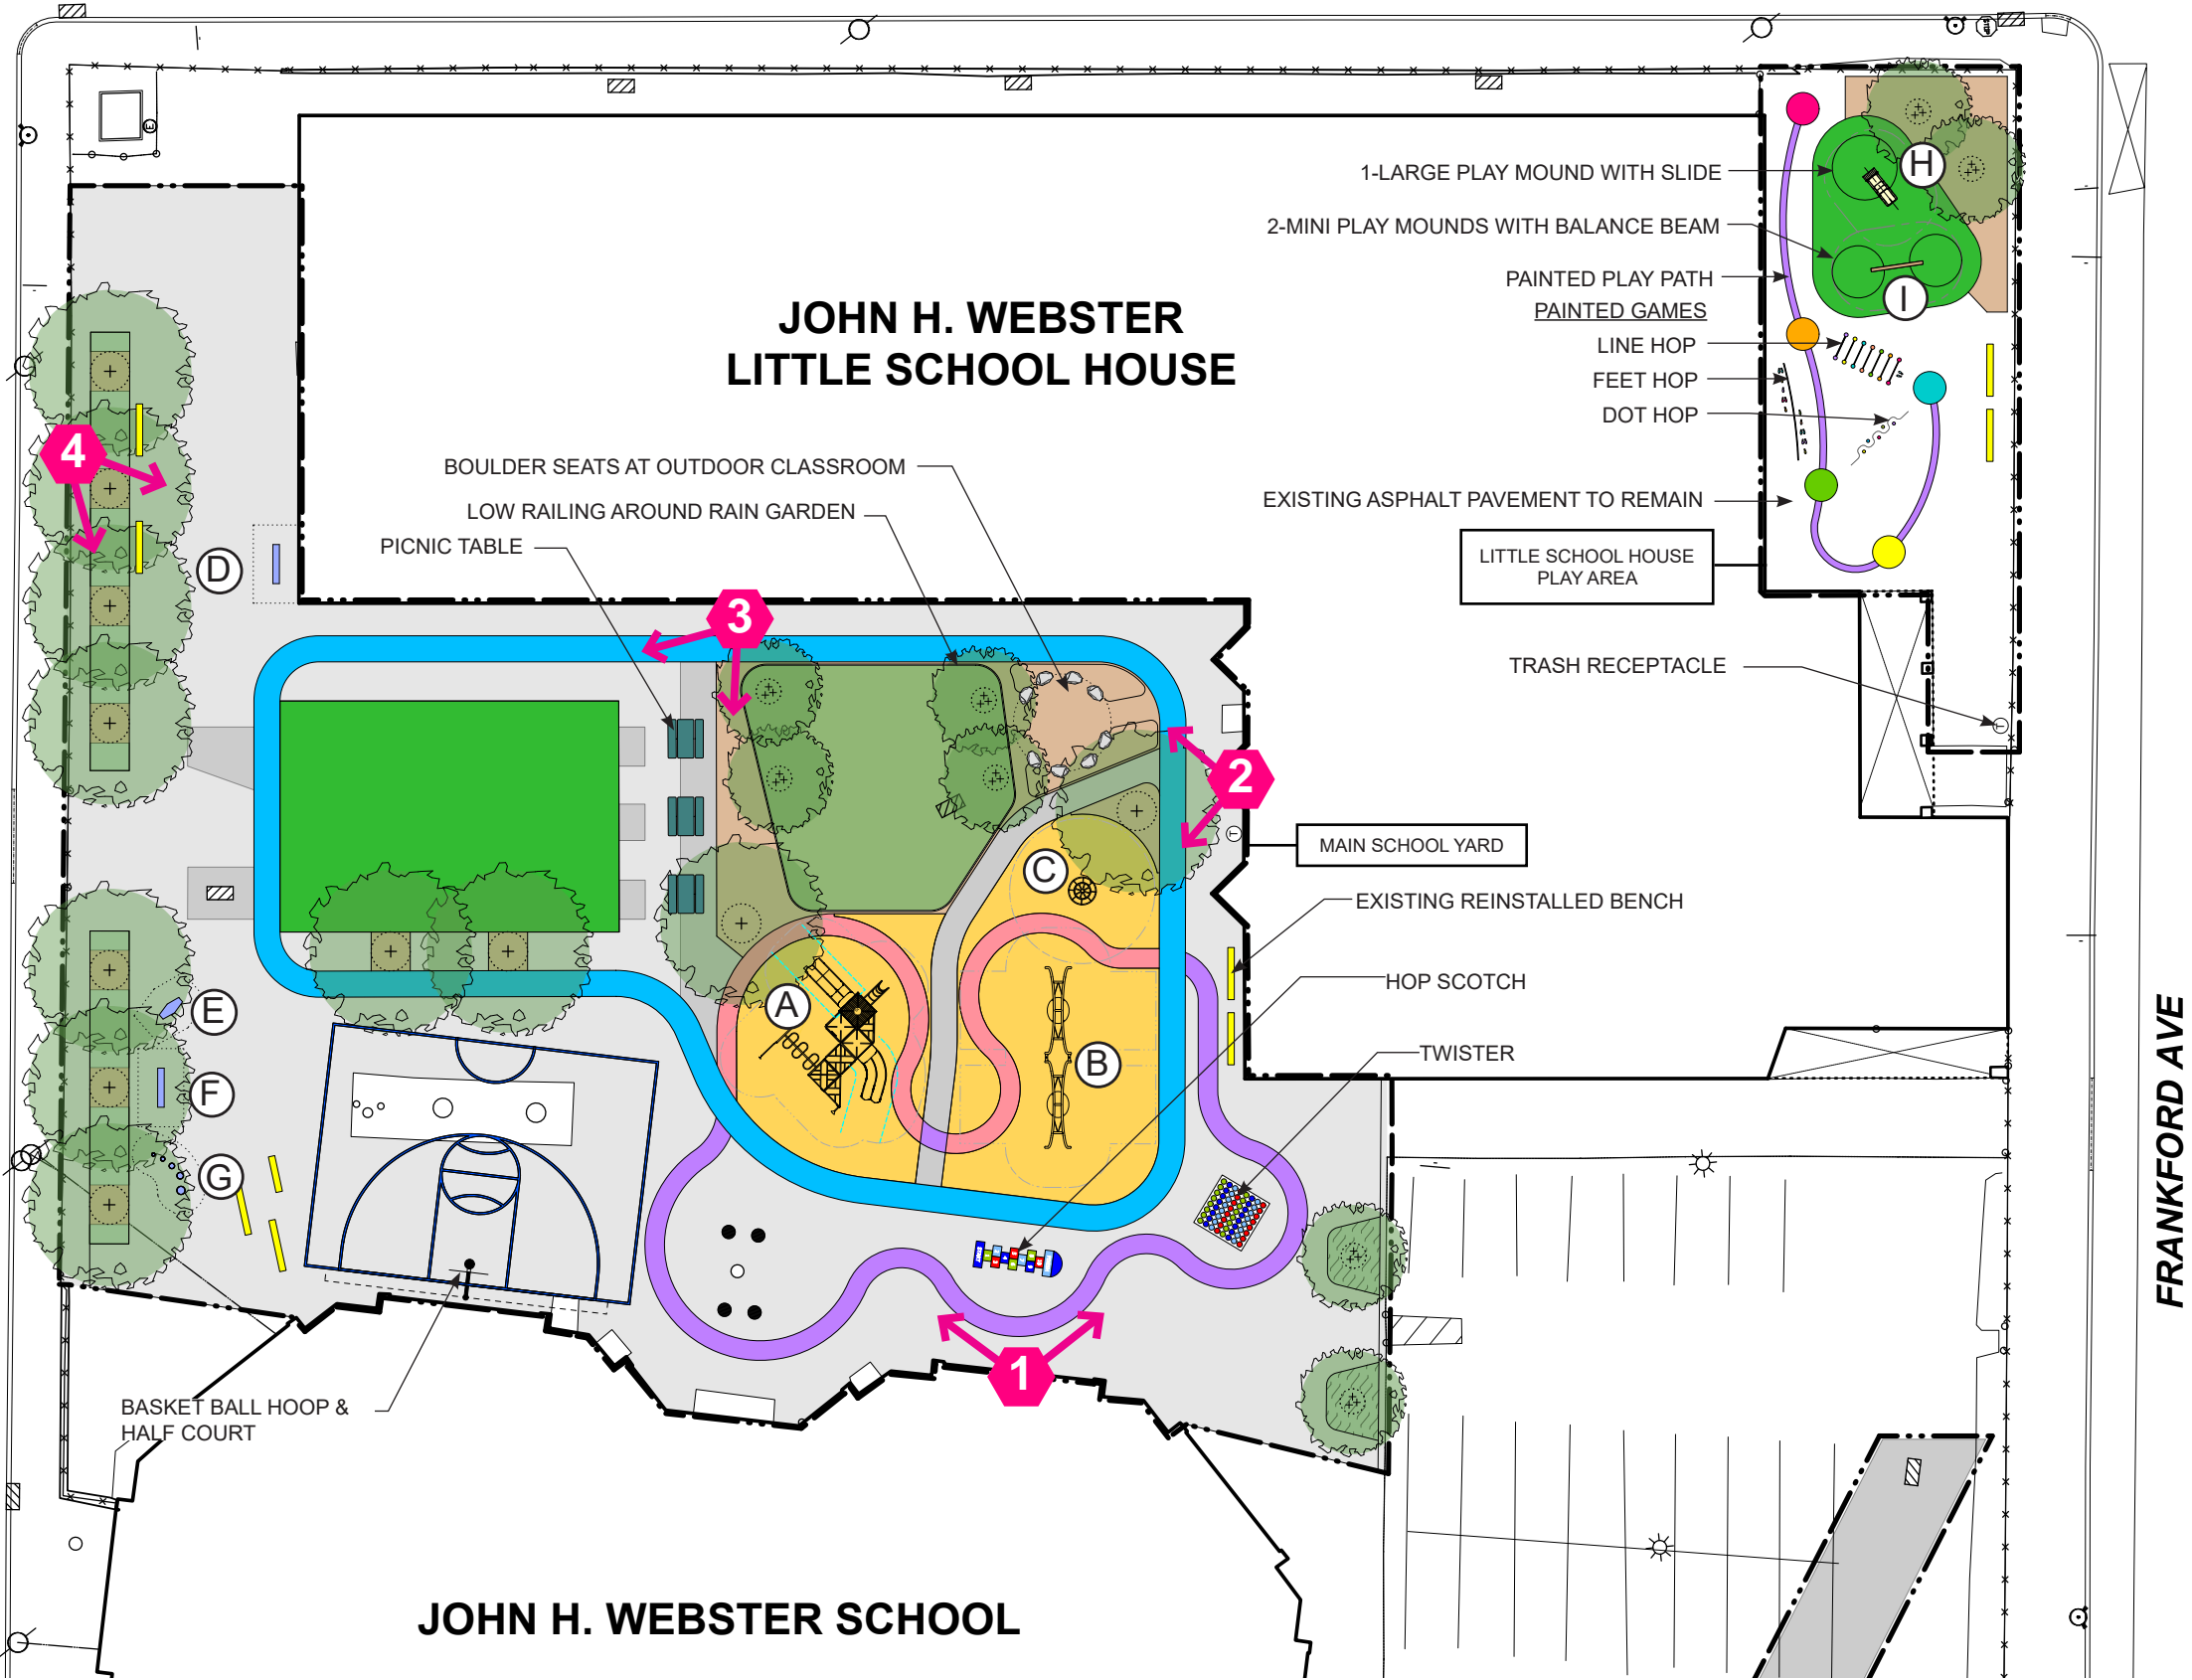 1-LARGE PLAY MOUND WITH SLIDE
H
2-MINI PLAY MOUNDS WITH BALANCE BEAM
PAINTED PLAY PATH
I
PAINTED GAMES
LINE HOP
FEET HOP
DOT HOP
EXISTING ASPHALT PAVEMENT TO REMAIN
LITTLE SCHOOL HOUSE
PLAY AREA
TRASH RECEPTACLE
T
E
JOHN H. WEBSTER
LITTLE SCHOOL HOUSE
4
BOULDER SEATS AT OUTDOOR CLASSROOM
LOW RAILING AROUND RAIN GARDEN
PICNIC TABLE
D
3
2
T
MAIN SCHOOL YARD
C
EXISTING REINSTALLED BENCH
HOP SCOTCH
TWISTER
A
B
E
F
G
1
BASKET BALL HOOP &
HALF COURT
FRANKFORD AVE
JOHN H. WEBSTER SCHOOL